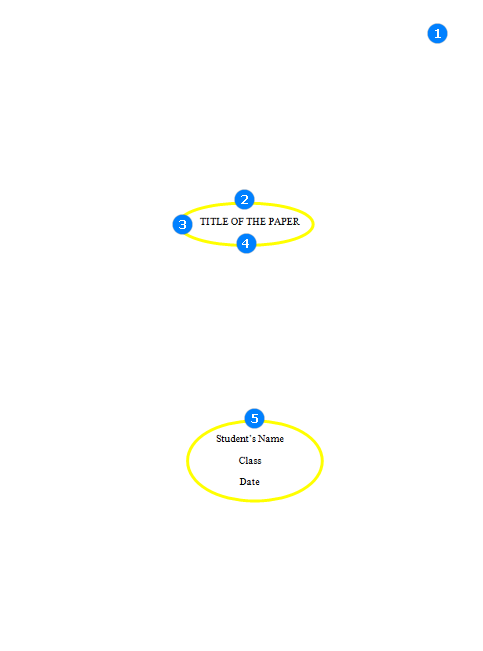 1
2
3 TITLE OF THE PAPER
4
5
Student's Name
Class
Date